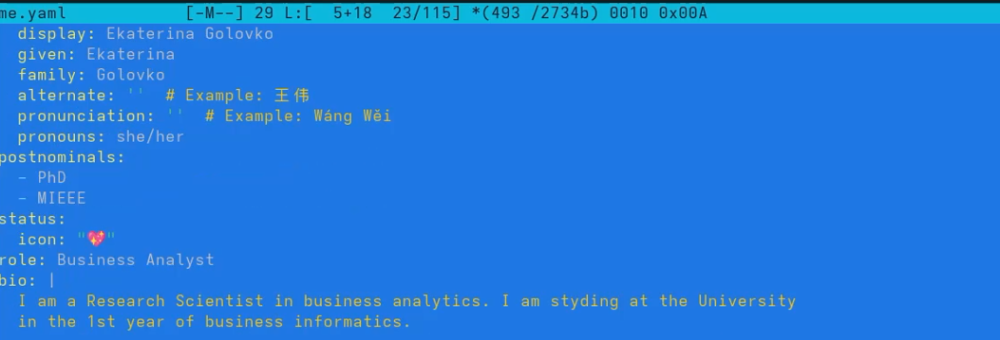 me.yaml [-M--] 29 L:[ 5+18 23/115] *(493 /2734b) 0010 0x00A
display: Ekaterina Golovko
given: Ekaterina
family: Golovko
alternate: '' # Example: 王伟
pronunciation: '' # Example: Wáng Wěi
pronouns: she/her
postnominals:
- PhD
- MIEEE
status:
icon: "💖"
role: Business Analyst
bio: |
I am a Research Scientist in business analytics. I am styding at the University
in the 1st year of business informatics.